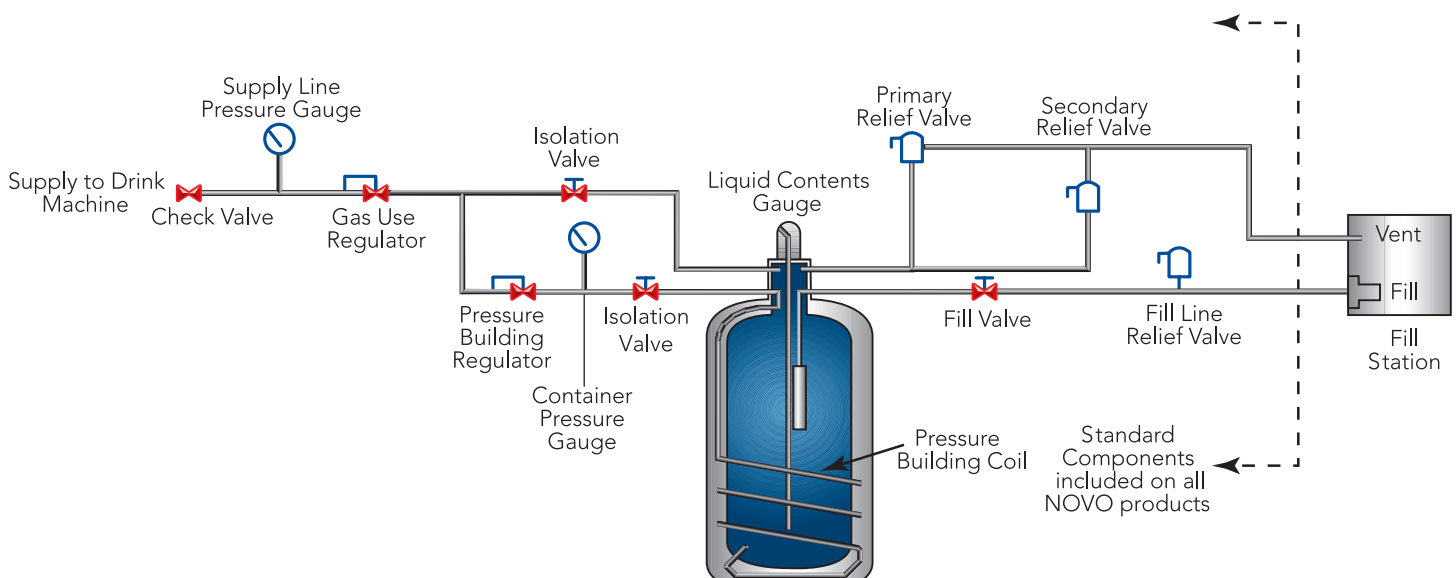 Supply Line
Pressure Gauge
Isolation
Valve
Primary
Relief Valve
Secondary
Relief Valve
Supply to Drink
Machine
Check Valve
Gas Use
Regulator
Liquid Contents
Gauge
Vent
Fill
Fill
Station
Pressure
Building
Regulator
Isolation
Valve
Fill Valve
Fill Line
Relief Valve
Container
Pressure
Gauge
Pressure
Building Coil
Standard
Components
included on all
NOVO products